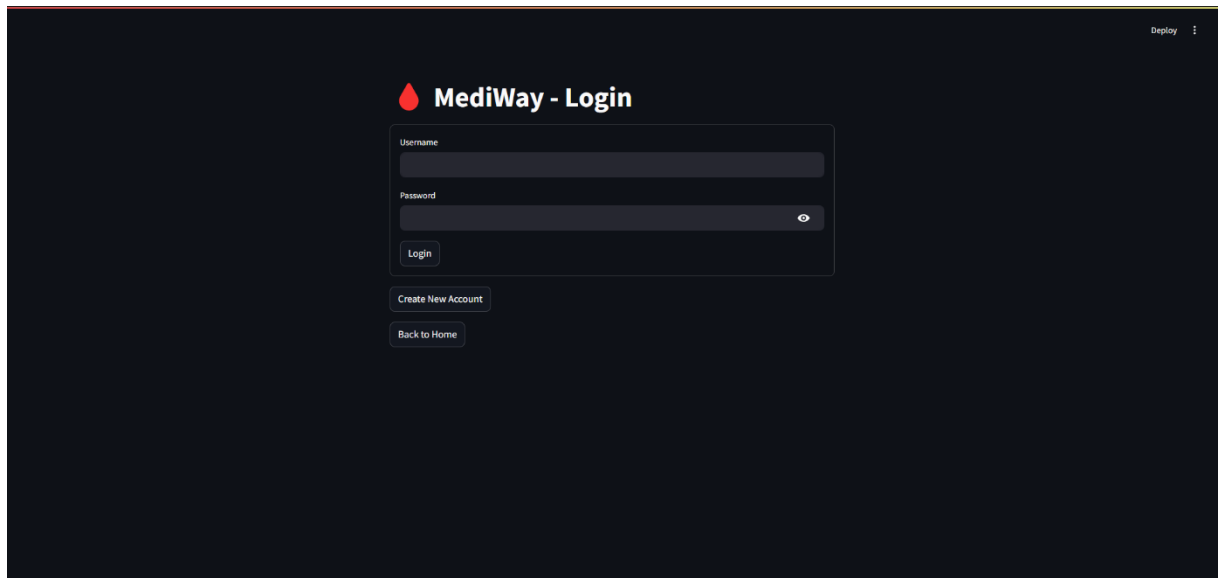 Deploy
MediWay - Login
Username
Password
Login
Create New Account
Back to Home